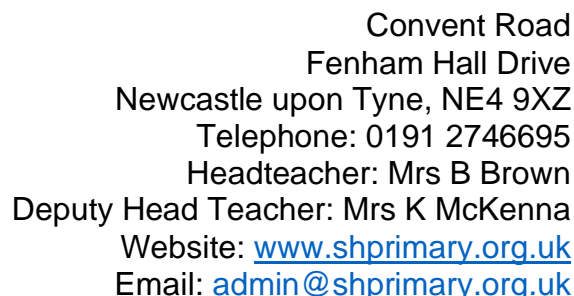 Convent Road
Fenham Hall Drive
Newcastle upon Tyne, NE4 9XZ
Telephone: 0191 2746695
Headteacher: Mrs B Brown
Deputy Head Teacher: Mrs K McKenna
Website: www.shprimary.org.uk
Email: admin@shprimary.org.uk